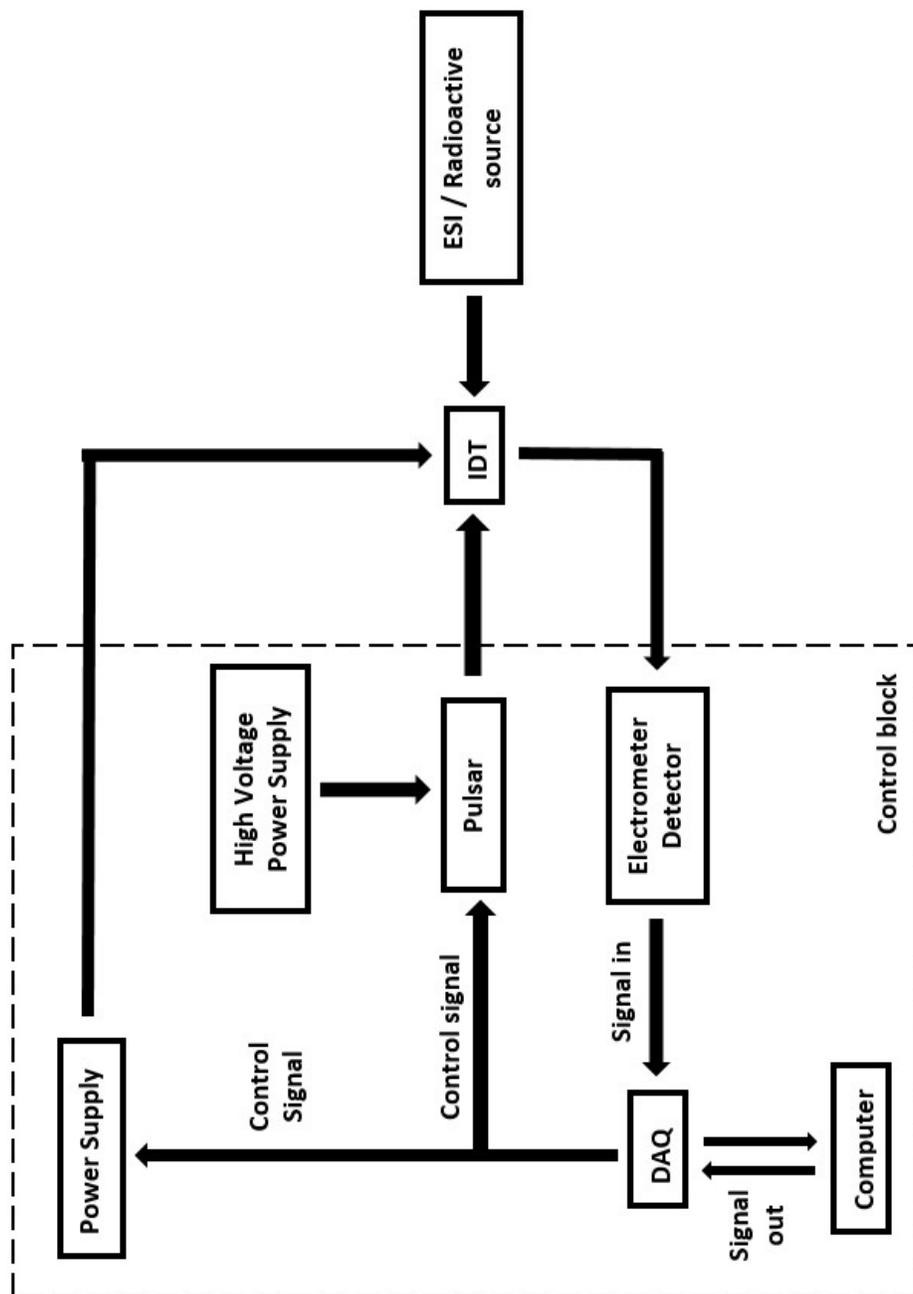 Power Supply
Control
Signal
High Voltage
Power Supply
Control signal
Pulsar
IDT
ESI / Radioactive
source
Signal in
Electrometer
Detector
DAQ
Signal
out
Computer
Control block